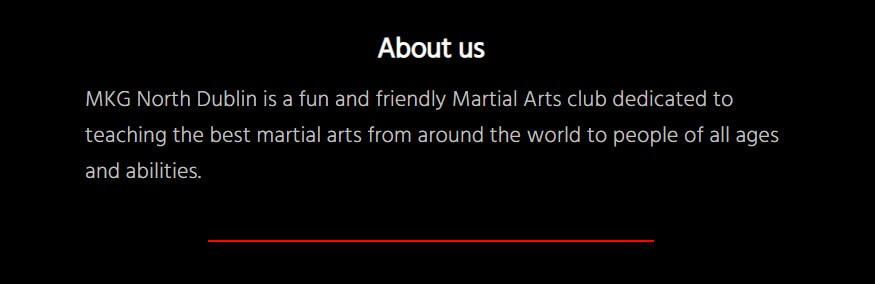 About us
MKG North Dublin is a fun and friendly Martial Arts club dedicated to
teaching the best martial arts from around the world to people of all ages
and abilities.